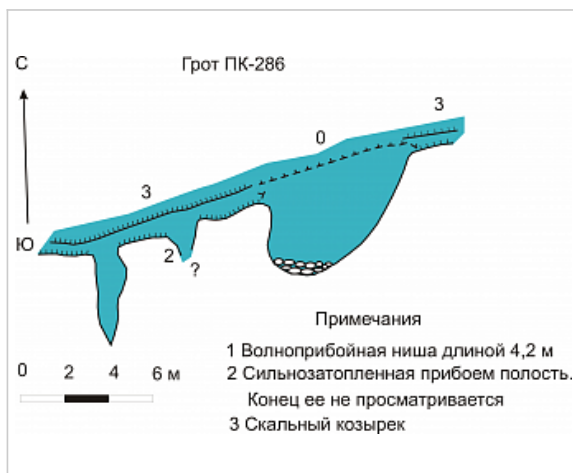 Грот ПК-286
С
3
0
3
Ю
2
?
Примечания
1 Волноприбойная ниша длиной 4,2 м
2 Сильнозатопленная прибоем полость.
Конец ее не просматривается
3 Скальный козырек
0 2 4 6 м